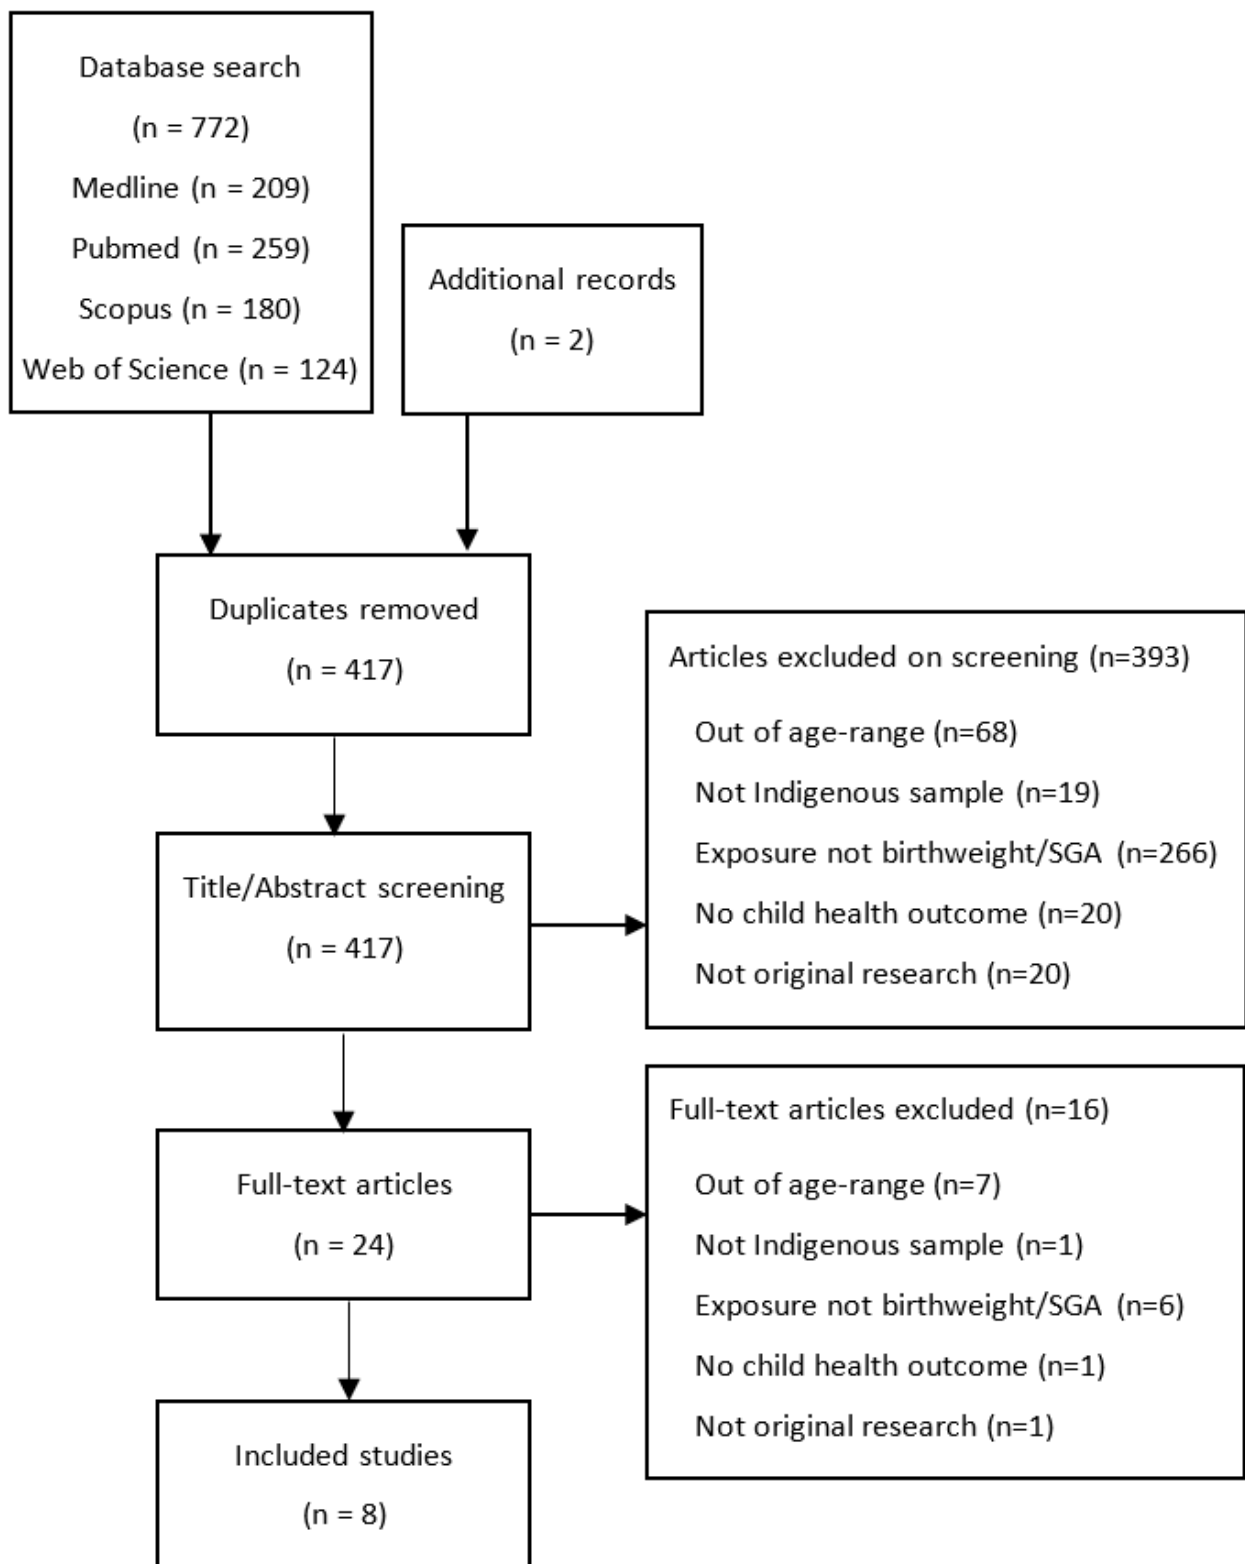 Database search
(n = 772)
Medline (n = 209)
Pubmed (n = 259)
Scopus (n = 180)
Web of Science (n = 124)
Additional records
(n = 2)
Duplicates removed
(n = 417)
Articles excluded on screening (n=393)
Out of age-range (n=68)
Not Indigenous sample (n=19)
Exposure not birthweight/SGA (n=266)
No child health outcome (n=20)
Not original research (n=20)
Title/Abstract screening
(n = 417)
Full-text articles excluded (n=16)
Out of age-range (n=7)
Not Indigenous sample (n=1)
Exposure not birthweight/SGA (n=6)
No child health outcome (n=1)
Not original research (n=1)
Full-text articles
(n = 24)
Included studies
(n = 8)